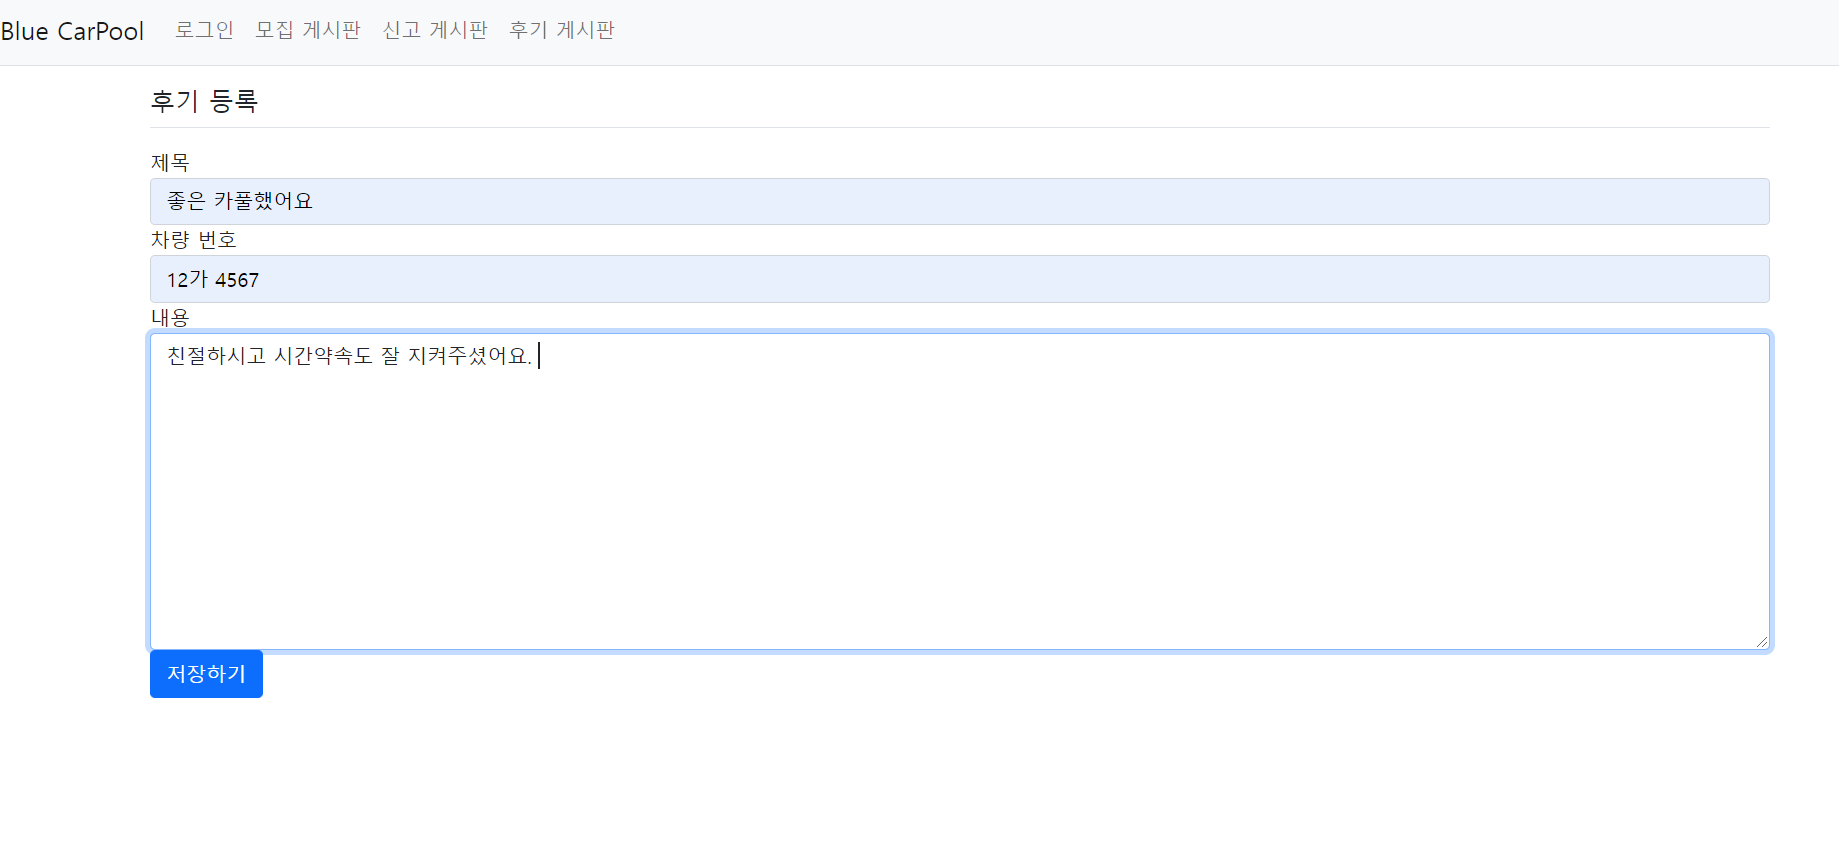 Blue CarPool 로그인 모집 게시판 신고 게시판 후기 게시판
후기 등록
제목
좋은 카풀했어요
차량 번호
12가 4567
내용
친절하시고 시간약속도 잘 지켜주셨어요.
저장하기